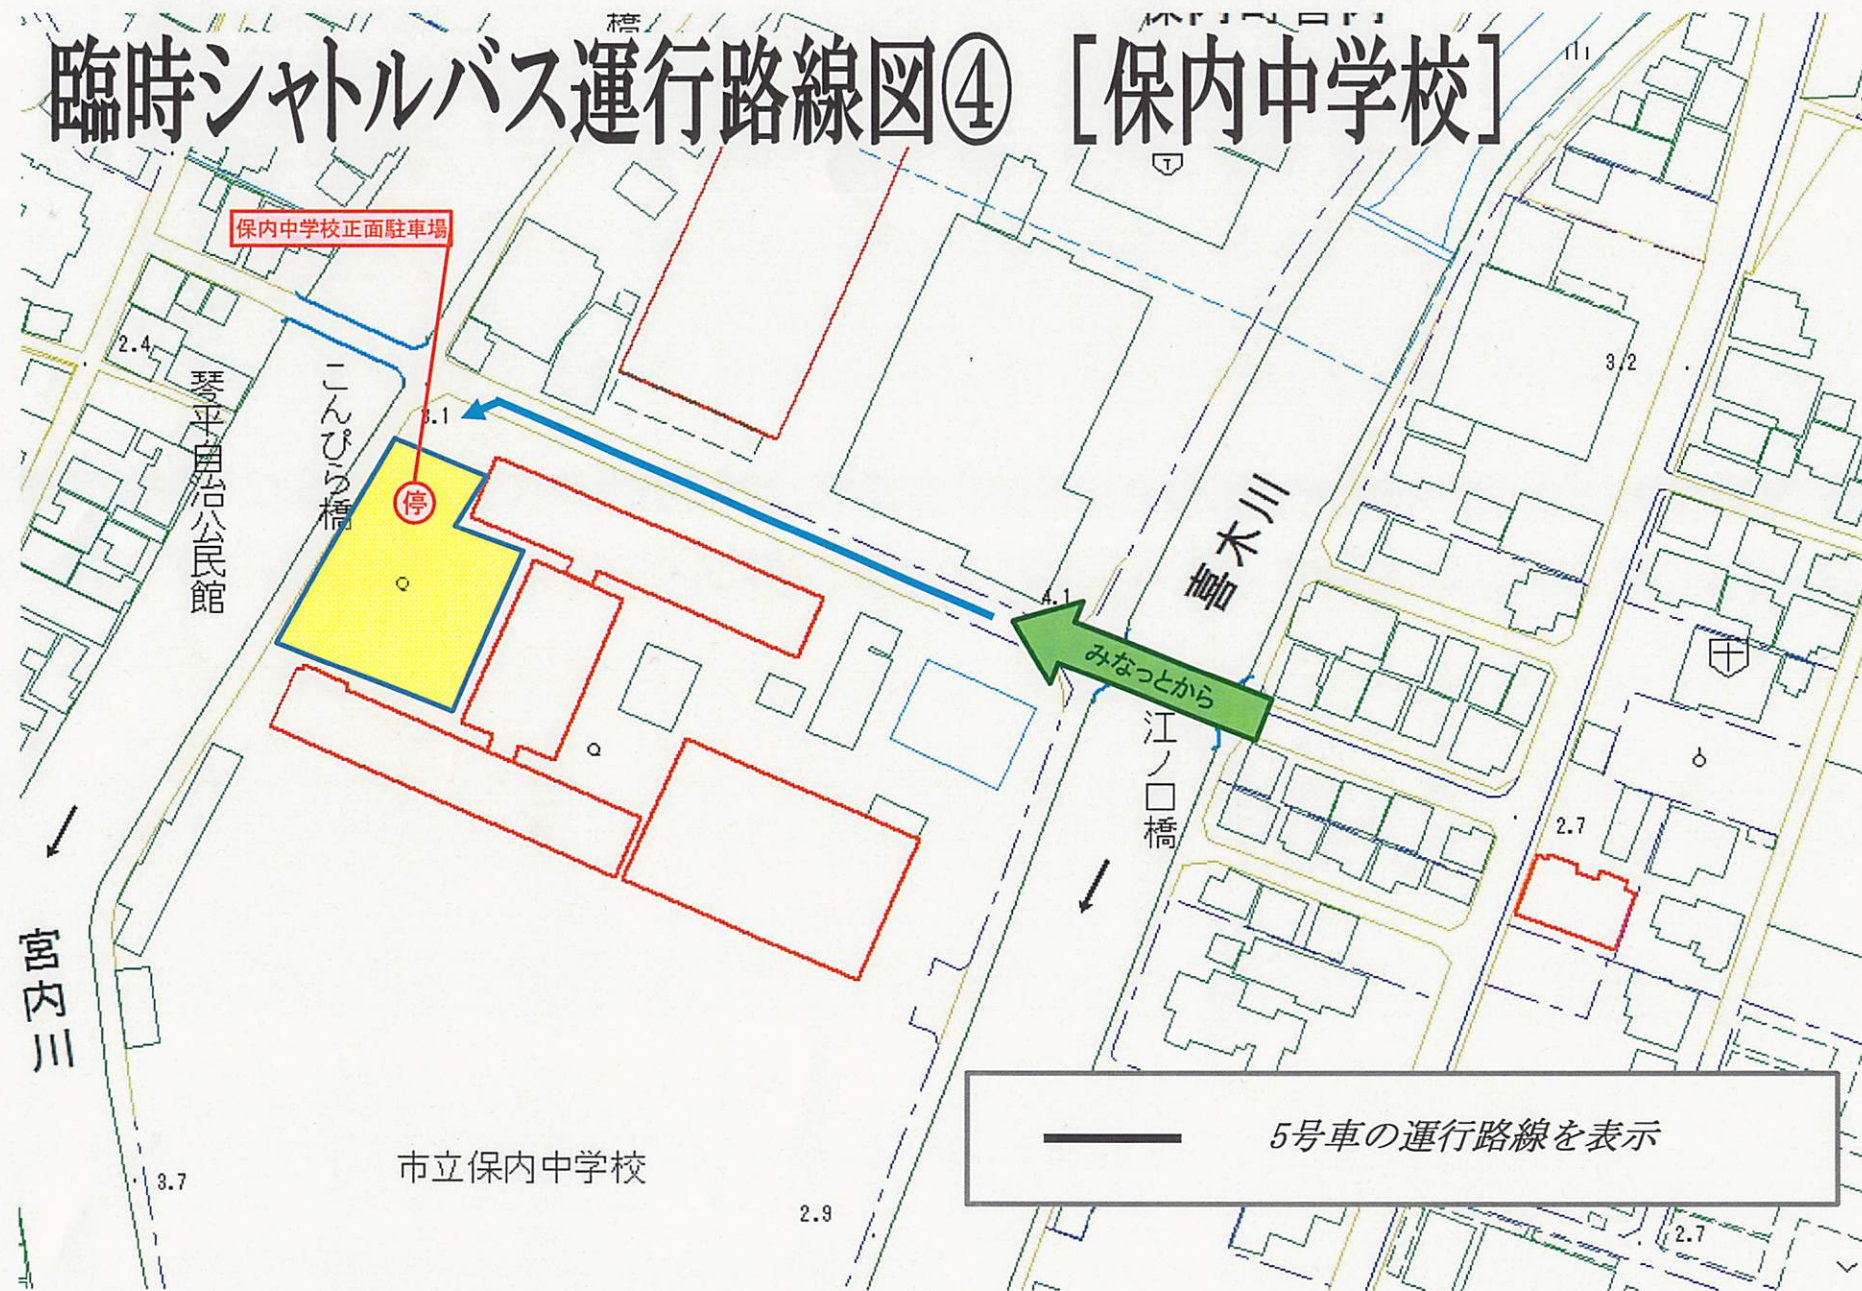 橋
臨時シャトルバス運行路線図④［保内中学校］
保内中学校正面駐車場
2.4
琴平自治公民館
こんぴら橋
3.1
停
3.2
喜木川
4.1
みなっとから
江ノ口橋
2.7
宮内川
5号車の運行路線を表示
市立保内中学校
3.7
2.9
2.7